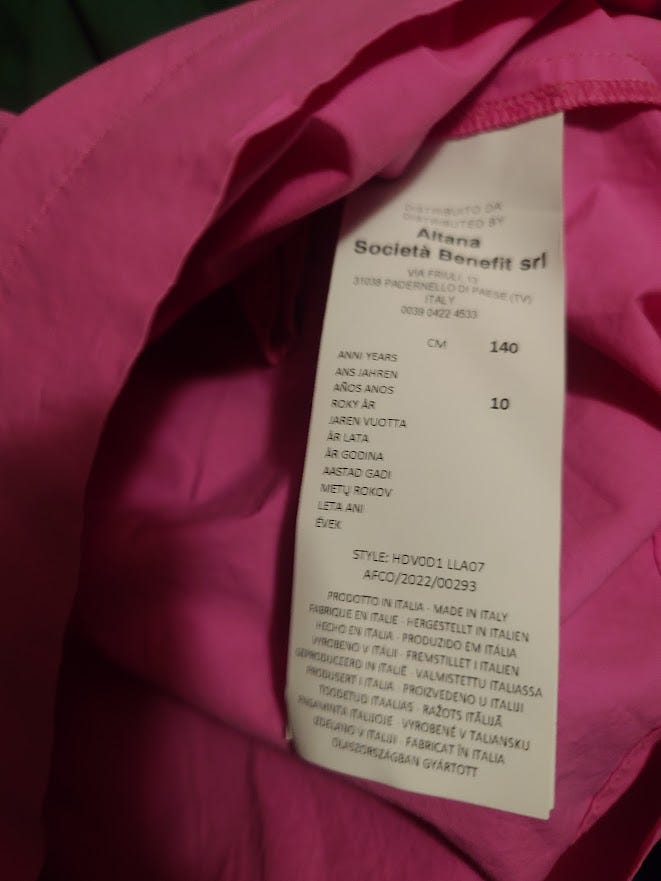 DISTRIBUITO DA
DISTRIBUTED BY
Altana
Società Benefit srl
VIA FRIULI, 13
31038 PADERNELLO DI PAESE (TV)
ITALY
0039 0422 4533
CM 140
ANNI YEARS
ANS JAHREN
AÑOS ANOS
ROKY ÅR 10
JAREN VUOTTA
ÅR LATA
ÅR GODINA
AASTAD GADI
METŲ ROKOV
LETA ANI
ÉVEK
STYLE: HDV0D1 LLA07
AFCO/2022/00293
PRODOTTO IN ITALIA - MADE IN ITALY
FABRIQUE EN ITALIE - HERGESTELLT IN ITALIEN
HECHO EN ITALIA - PRODUZIDO EM ITÁLIA
VYROBENO V ITÁLII - FREMSTILLET I ITALIEN
GEPRODUCEERD IN ITALIE - VALMISTETTU ITALIASSA
PRODUSERT I ITALIA - PROIZVEDENO U ITALIJI
TOODETUD ITAALIAS - RAŽOTS ITĀLIJĀ
PAGAMINTA ITALIJOJE - VYROBENÉ V TALIANSKU
IZDELANO V ITALIJI - FABRICAT ÎN ITALIA
OLASZORSZÁGBAN GYÁRTOTT